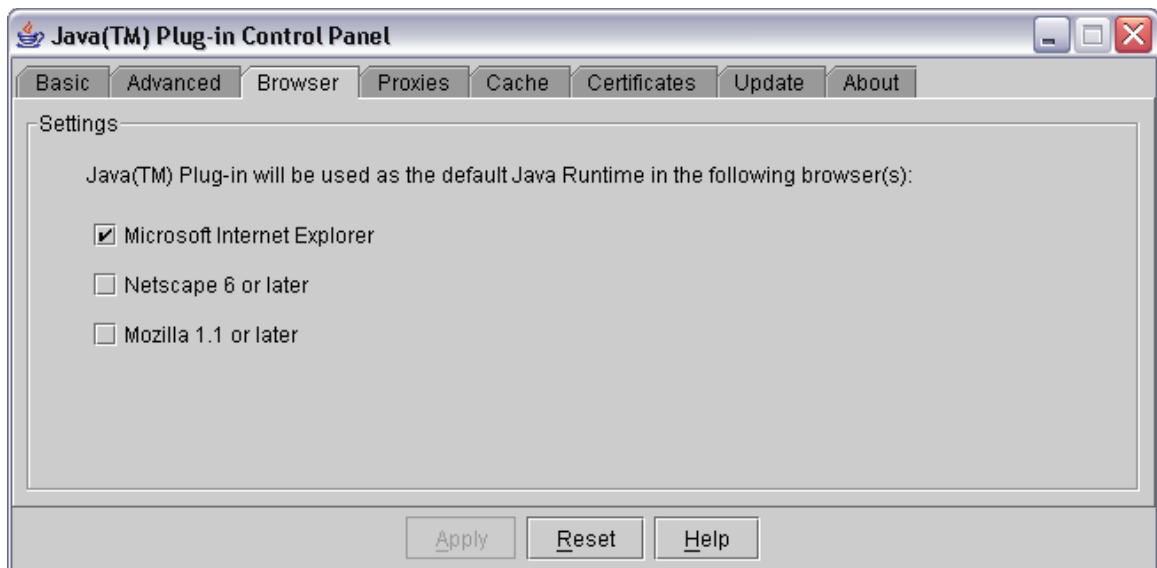 Java(TM) Plug-in Control Panel
Basic Advanced Browser Proxies Cache Certificates Update About
Settings
Java(TM) Plug-in will be used as the default Java Runtime in the following browser(s):
Microsoft Internet Explorer
Netscape 6 or later
Mozilla 1.1 or later
Apply Reset Help